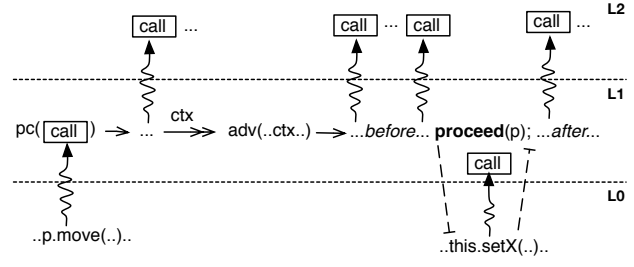 L2
call ... call ... call call ...
L1
ctx
pc( call ) ... adv(..ctx..) ...before... proceed(p); ...after...
call
L0
..p.move(..).. ..this.setX(..)..